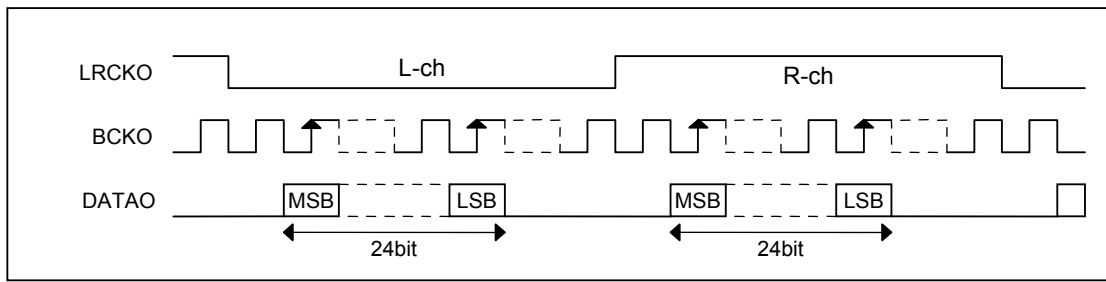 LRCKO
L-ch
R-ch
BCKO
DATAO
MSB
LSB
MSB
LSB
24bit
24bit